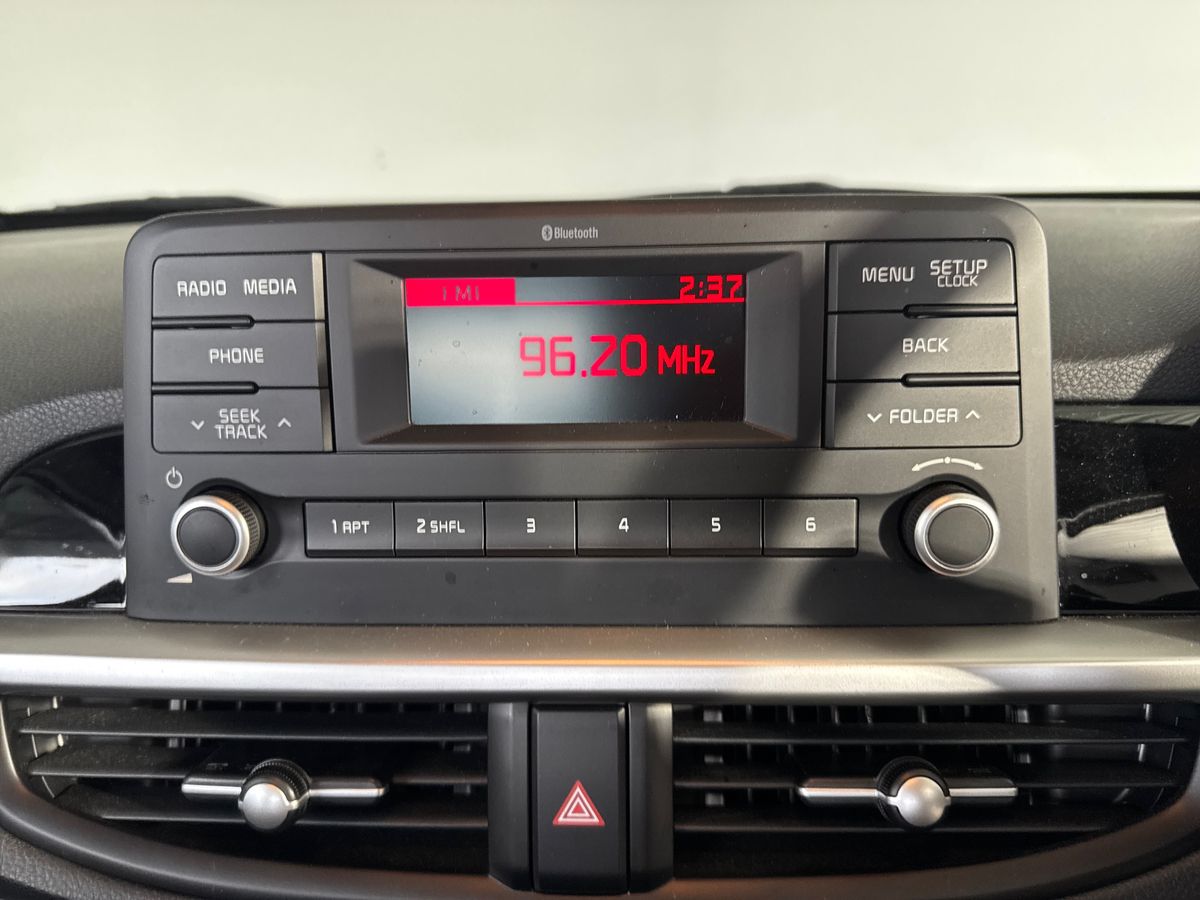 Bluetooth
RADIO MEDIA
PHONE
SEEK
TRACK
2:37
96.20 MHz
MENU SETUP
CLOCK
BACK
FOLDER
1 RPT
2 SHFL
3
4
5
6